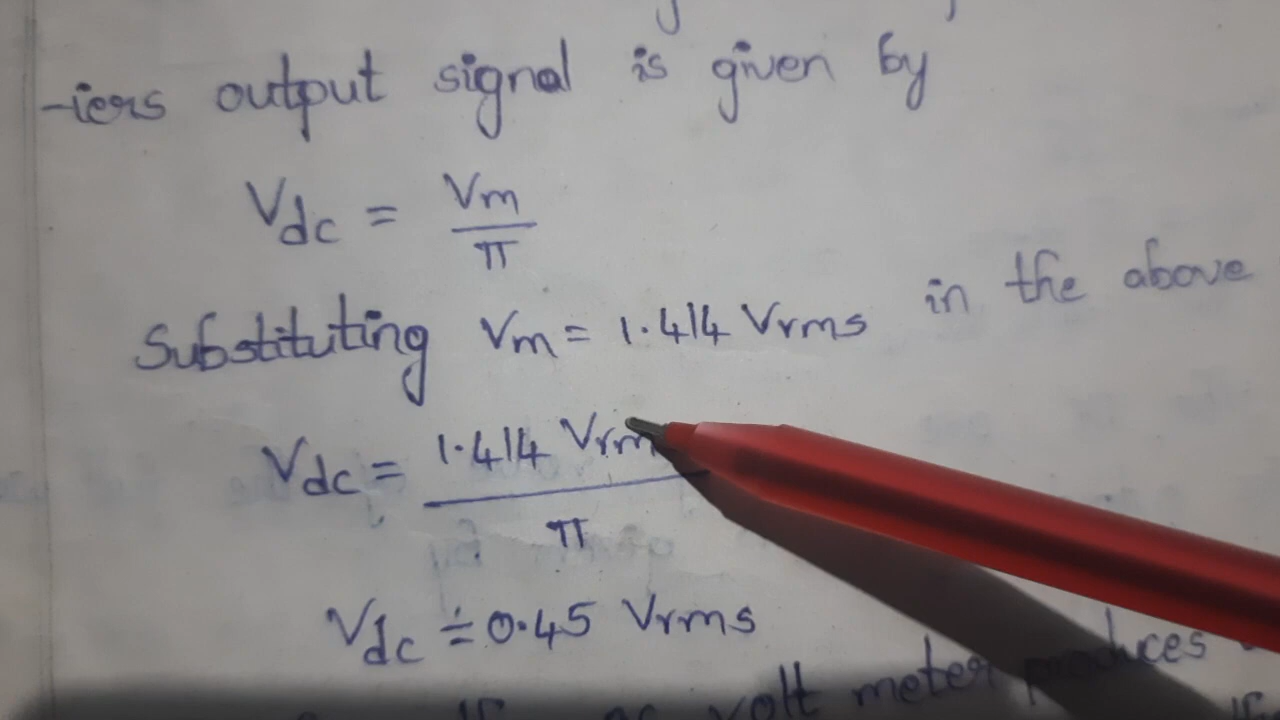 -iers output signal is given by
Vdc = Vm / π
Substituting Vm = 1.414 Vrms in the above
Vdc = 1.414 Vrm / π
Vdc ≑ 0.45 Vrms
volt meter produces